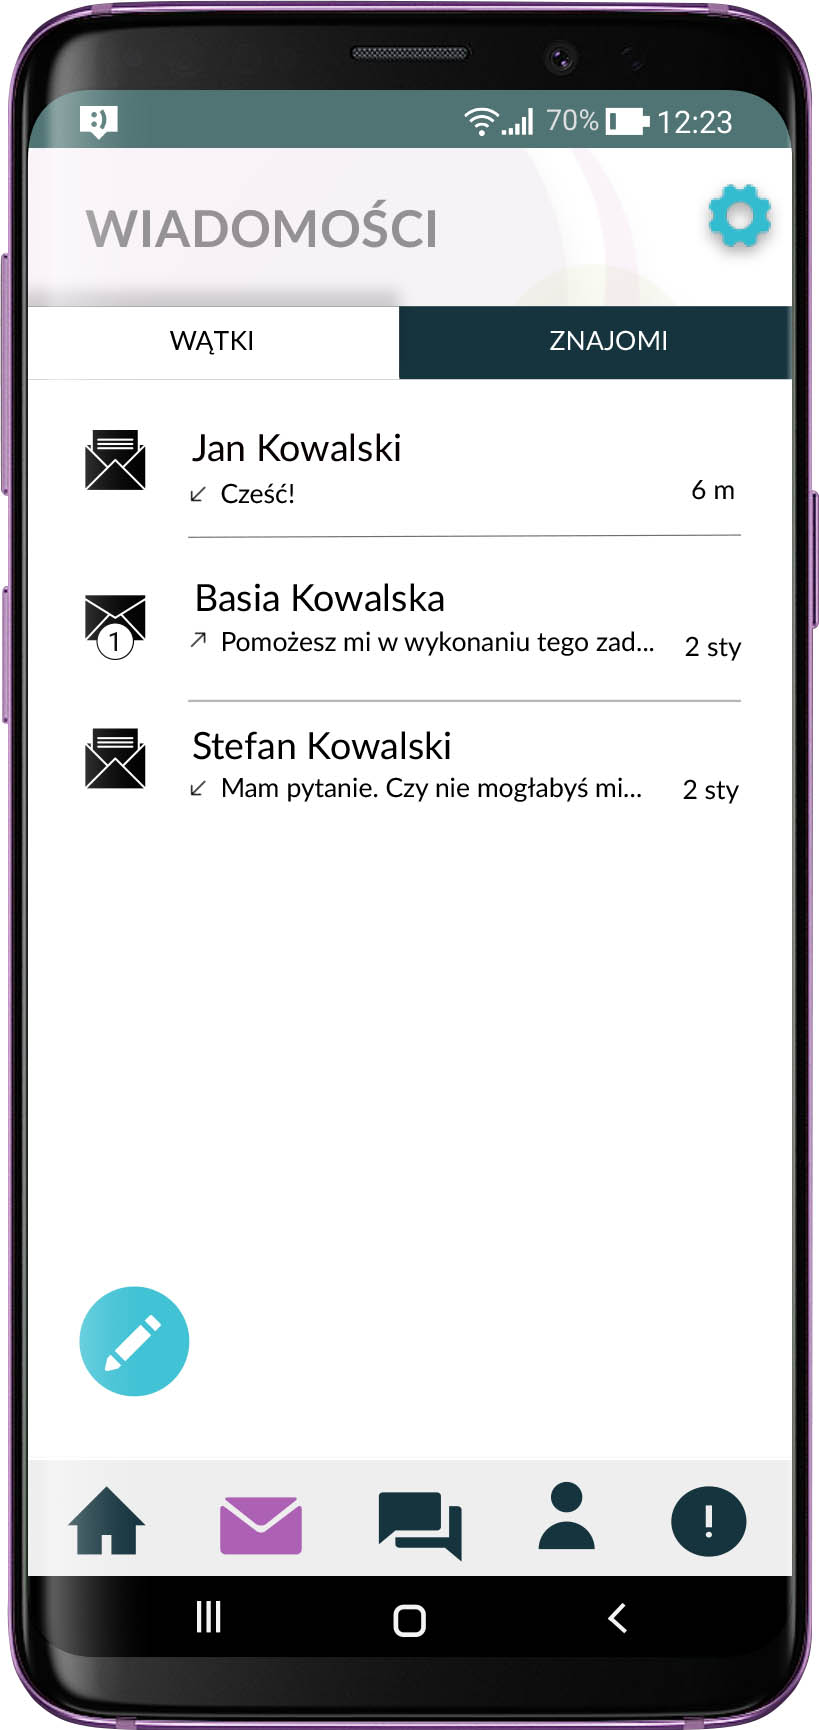 :)
70% 12:23
WIADOMOŚCI
WĄTKI ZNAJOMI
Jan Kowalski
↙ Cześć! 6 m
Basia Kowalska
1
↗ Pomożesz mi w wykonaniu tego zad... 2 sty
Stefan Kowalski
↙ Mam pytanie. Czy nie mogłabyś mi... 2 sty
!